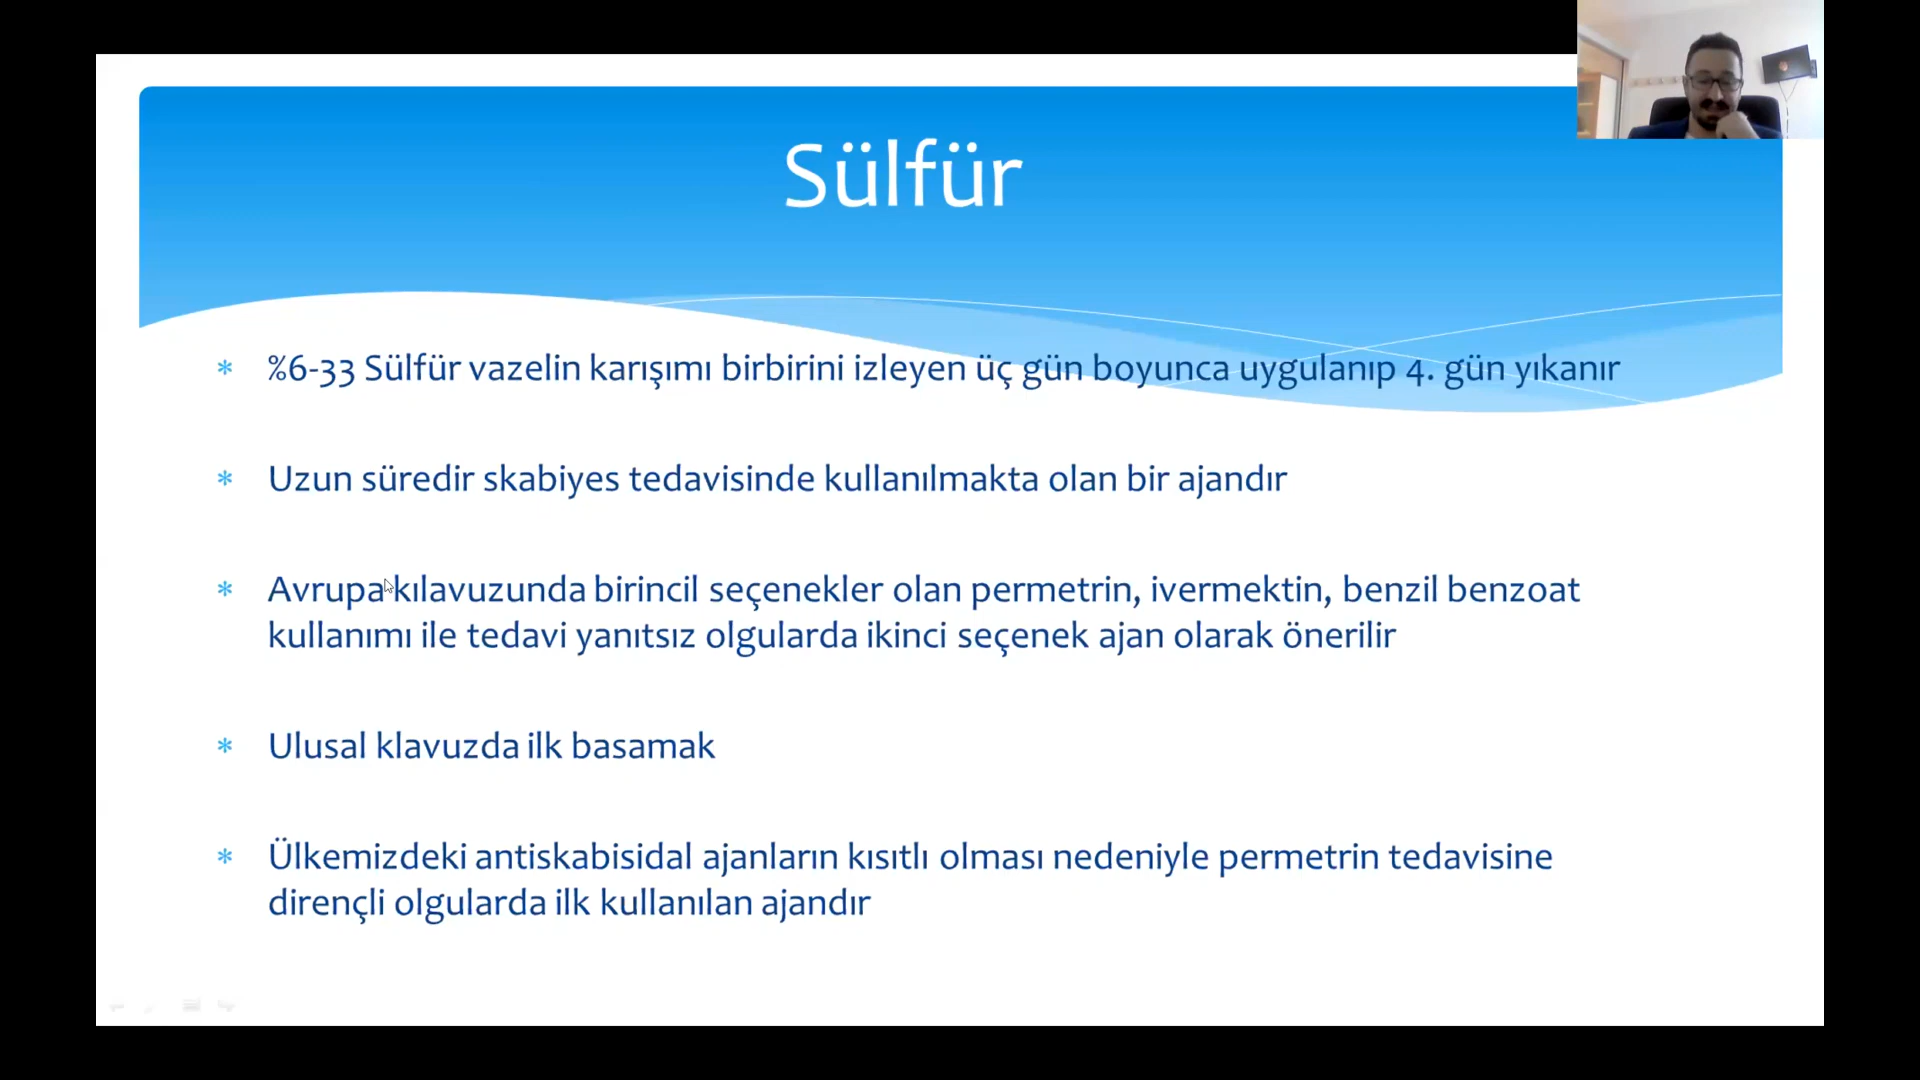 Sülfür
* %6-33 Sülfür vazelin karışımı birbirini izleyen üç gün boyunca uygulanıp 4. gün yıkanır
* Uzun süredir skabiyes tedavisinde kullanılmakta olan bir ajandır
* Avrupa kılavuzunda birincil seçenekler olan permetrin, ivermektin, benzil benzoat
kullanımı ile tedavi yanıtsız olgularda ikinci seçenek ajan olarak önerilir
* Ulusal klavuzda ilk basamak
* Ülkemizdeki antiskabisidal ajanların kısıtlı olması nedeniyle permetrin tedavisine
dirençli olgularda ilk kullanılan ajandır